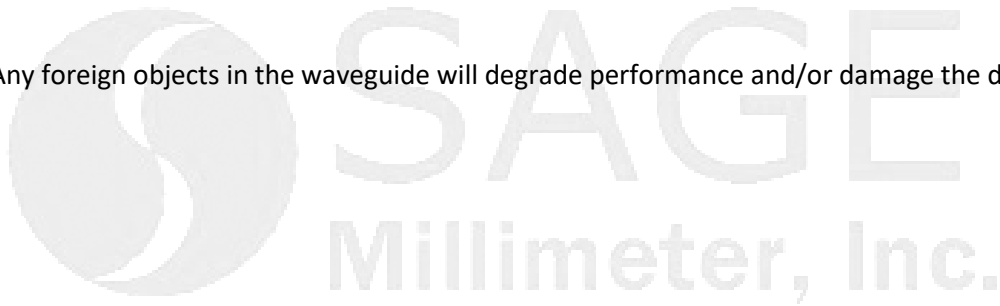 Any foreign objects in the waveguide will degrade performance and/or damage the
SAGE
Millimeter, Inc.